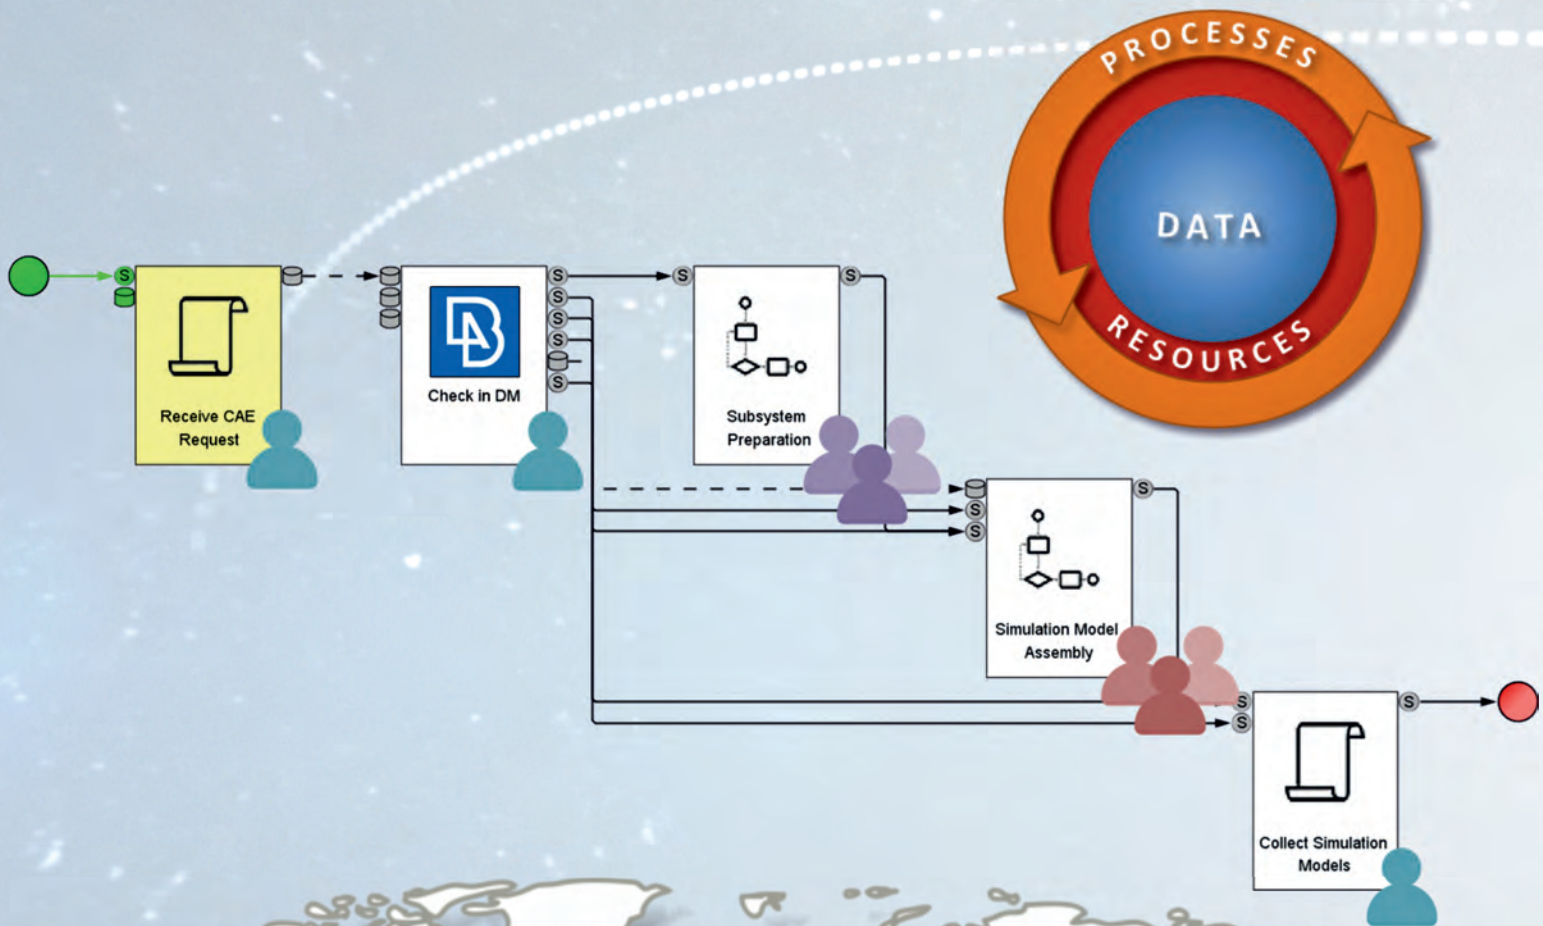 PROCESSES
DATA
RESOURCES
S
Receive CAE
Request
S
S
S
S
S
Check in DM
S
S
Subsystem
Preparation
S
S
S
Simulation Model
Assembly
S
S
S
Collect Simulation
Models